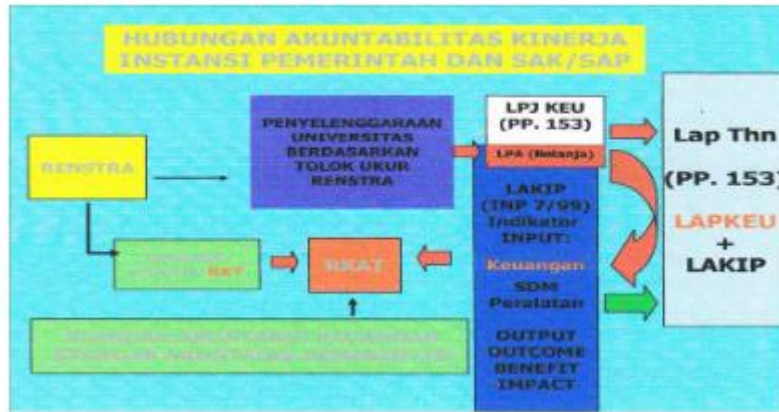 HUBUNGAN AKUNTABILITAS KINERJA
INSTANSI PEMERINTAH DAN SAK/SAP
RENSTRA
PENYELENGGARAAN
UNIVERSITAS
BERDASARKAN
TOLOK UKUR
RENSTRA
LPJ KEU
(PP. 153)
LPA (Belanja)
LAKIP
(INP 7/99)
Indikator
INPUT:
Keuangan
SDM
Peralatan
OUTPUT
OUTCOME
BENEFIT
IMPACT
Lap Thn
(PP. 153)
LAPKEU
+
LAKIP
RKT
RKAT